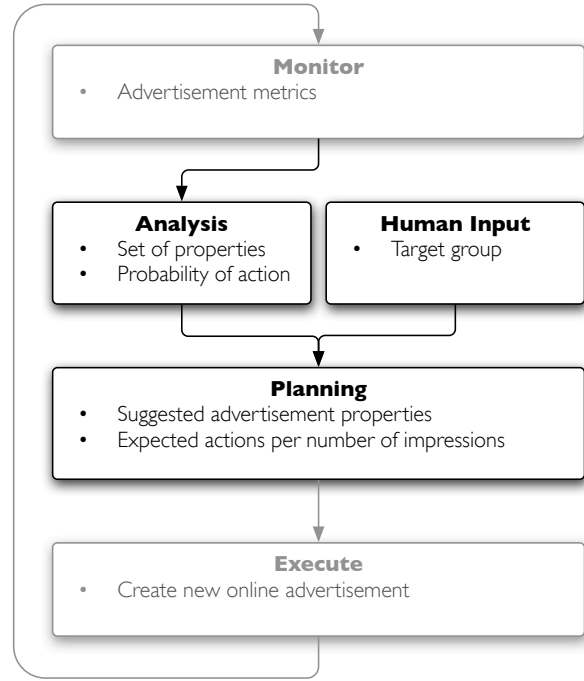 Monitor
• Advertisement metrics
Analysis
• Set of properties
• Probability of action
Human Input
• Target group
Planning
• Suggested advertisement properties
• Expected actions per number of impressions
Execute
• Create new online advertisement